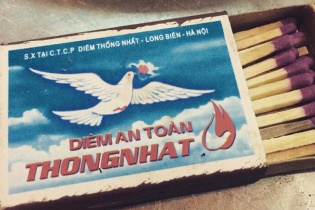 S.X TẠI C.T.C.P DIÊM THỐNG NHẤT - LONG BIÊN - HÀ NỘI
DIÊM AN TOÀN
THONGNHAT